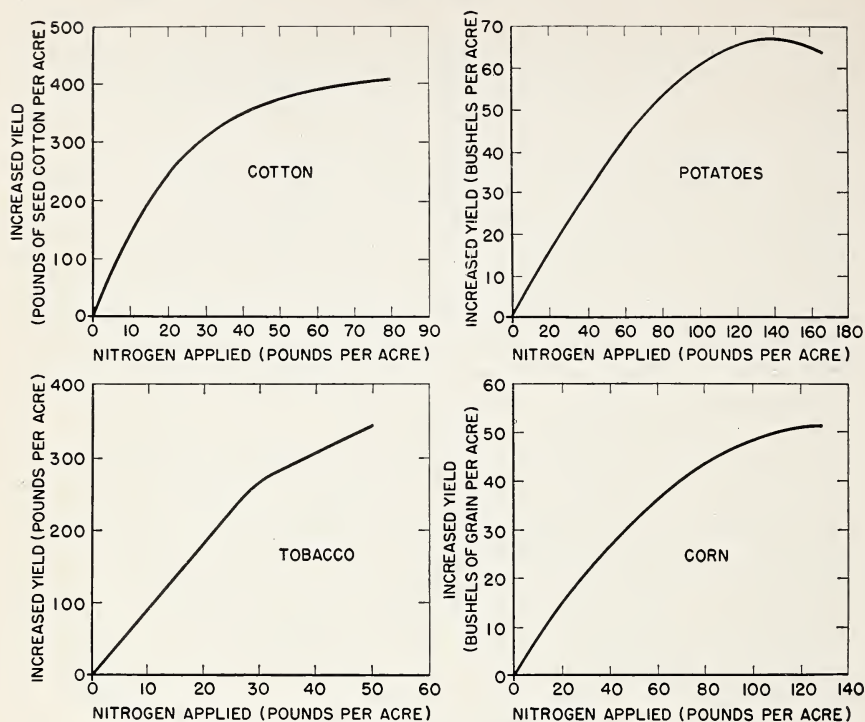 INCREASED YIELD
(POUNDS OF SEED COTTON PER ACRE)
500
400
300
200
100
0
COTTON
0 10 20 30 40 50 60 70 80 90
NITROGEN APPLIED (POUNDS PER ACRE)
INCREASED YIELD (BUSHELS PER ACRE)
70
60
50
40
30
20
10
0
POTATOES
0 20 40 60 80 100 120 140 160 180
NITROGEN APPLIED (POUNDS PER ACRE)
INCREASED YIELD (POUNDS PER ACRE)
400
300
200
100
0
TOBACCO
0 10 20 30 40 50 60
NITROGEN APPLIED (POUNDS PER ACRE)
INCREASED YIELD
(BUSHELS OF GRAIN PER ACRE)
60
50
40
30
20
10
0
CORN
0 20 40 60 80 100 120 140
NITROGEN APPLIED (POUNDS PER ACRE)